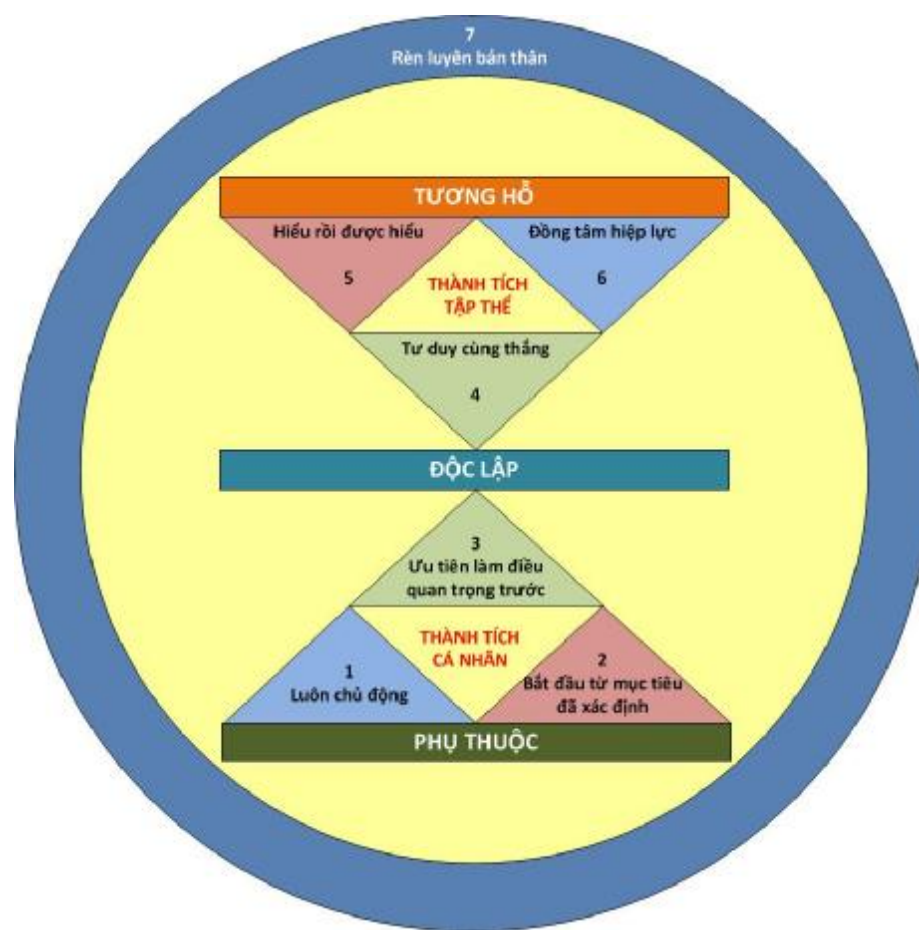 7
Rèn luyện bản thân
TƯƠNG HỖ
Hiểu rồi được hiểu
5
Đồng tâm hiệp lực
6
THÀNH TÍCH
TẬP THỂ
Tư duy cùng thắng
4
ĐỘC LẬP
3
Ưu tiên làm điều
quan trọng trước
THÀNH TÍCH
CÁ NHÂN
1
Luôn chủ động
2
Bắt đầu từ mục tiêu
đã xác định
PHỤ THUỘC